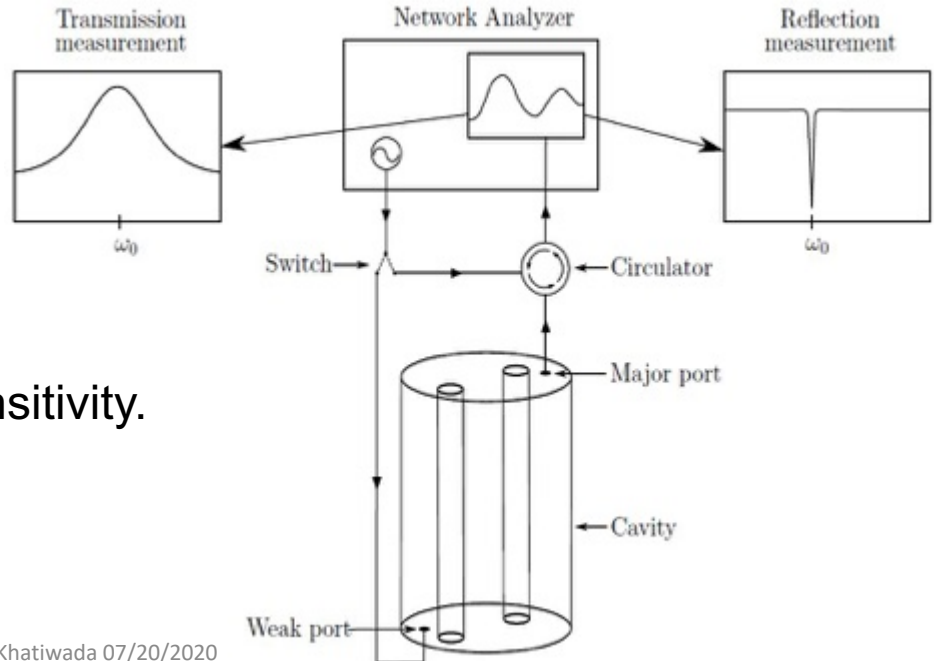 Transmission
measurement
Network Analyzer
Reflection
measurement
ω₀
ω₀
Switch
Circulator
Major port
Cavity
Weak port
Khatiwada 07/20/2020